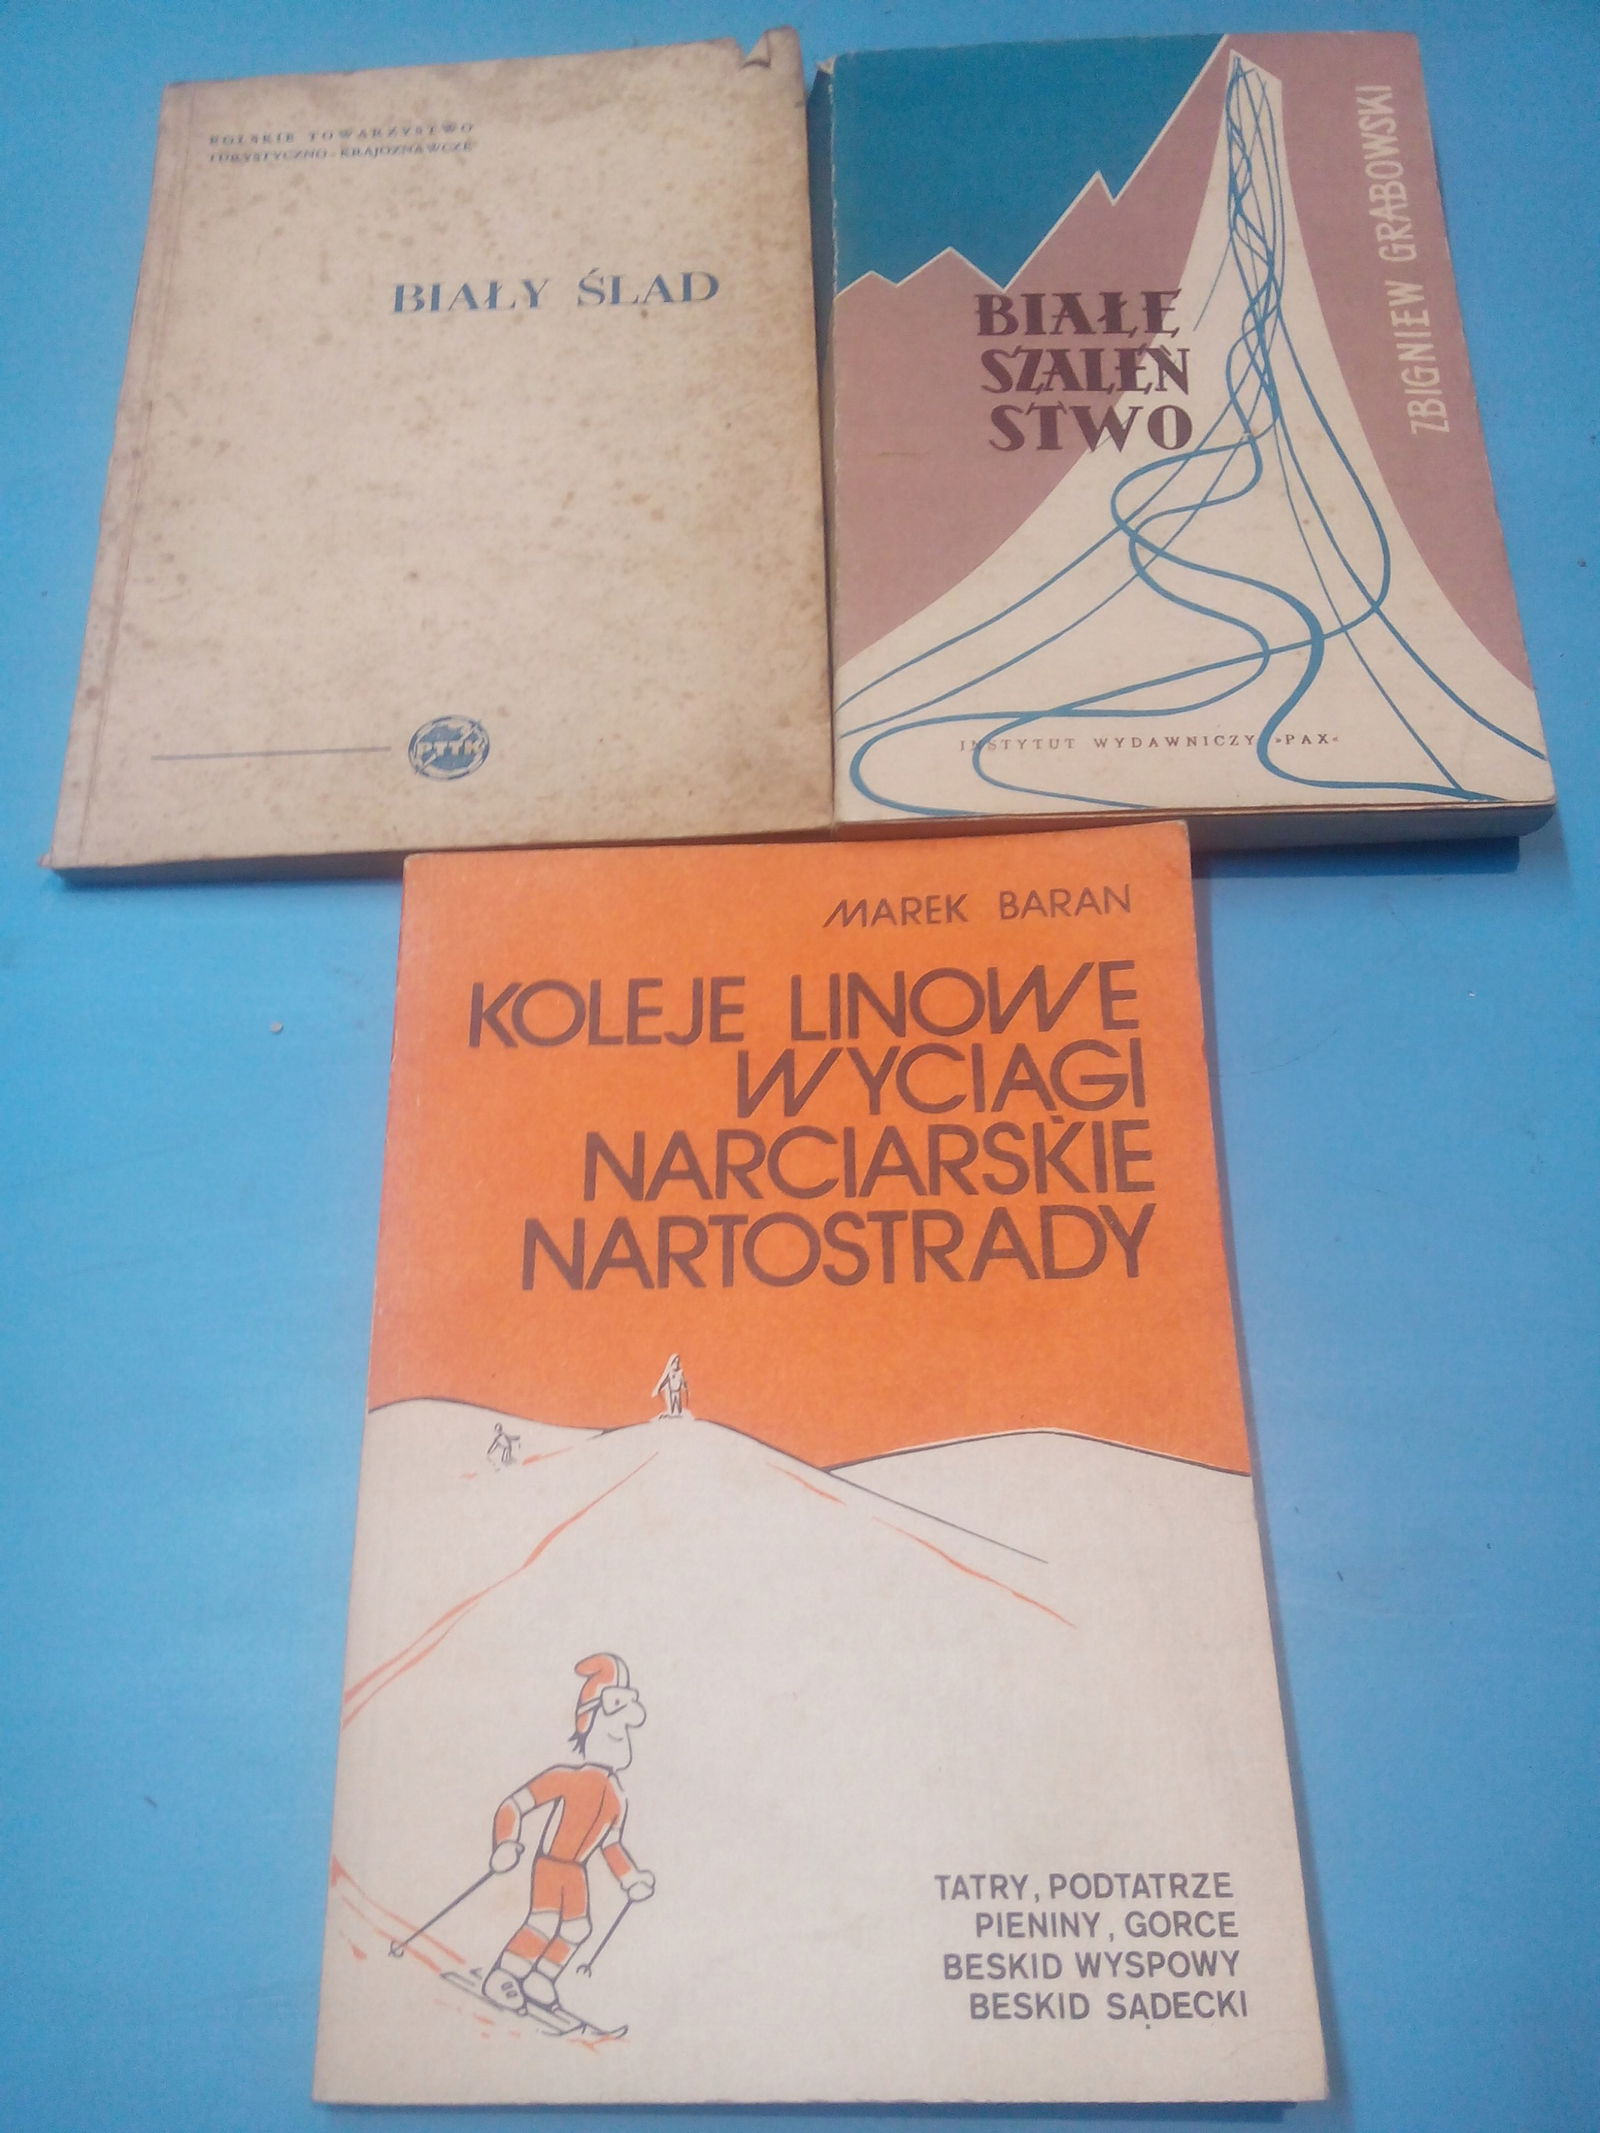 POLSKIE TOWARZYSTWO
TURYSTYCZNO-KRAJOZNAWCZE
BIAŁY ŚLAD
PTTK
ZBIGNIEW GRABOWSKI
BIAŁE
SZALEŃ
STWO
INSTYTUT WYDAWNICZY »PAX«
MAREK BARAN
KOLEJE LINOWE
WYCIĄGI
NARCIARSKIE
NARTOSTRADY
TATRY, PODTATRZE
PIENINY, GORCE
BESKID WYSPOWY
BESKID SĄDECKI